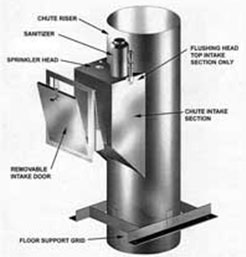 CHUTE RISER
SANITIZER
SPRINKLER HEAD
FLUSHING HEAD
TOP INTAKE
SECTION ONLY
CHUTE INTAKE
SECTION
REMOVABLE
INTAKE DOOR
FLOOR SUPPORT GRID